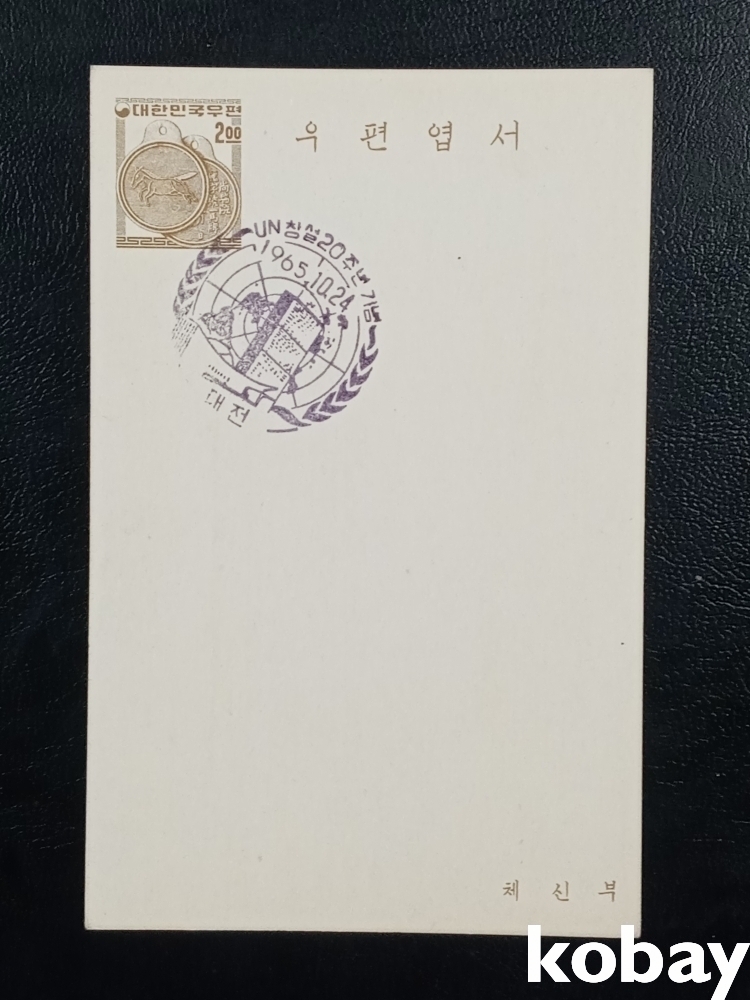 대한민국우편
2.00
우편엽서
UN창설20주년 기념
1965.10.24
대전
체신부
kobay